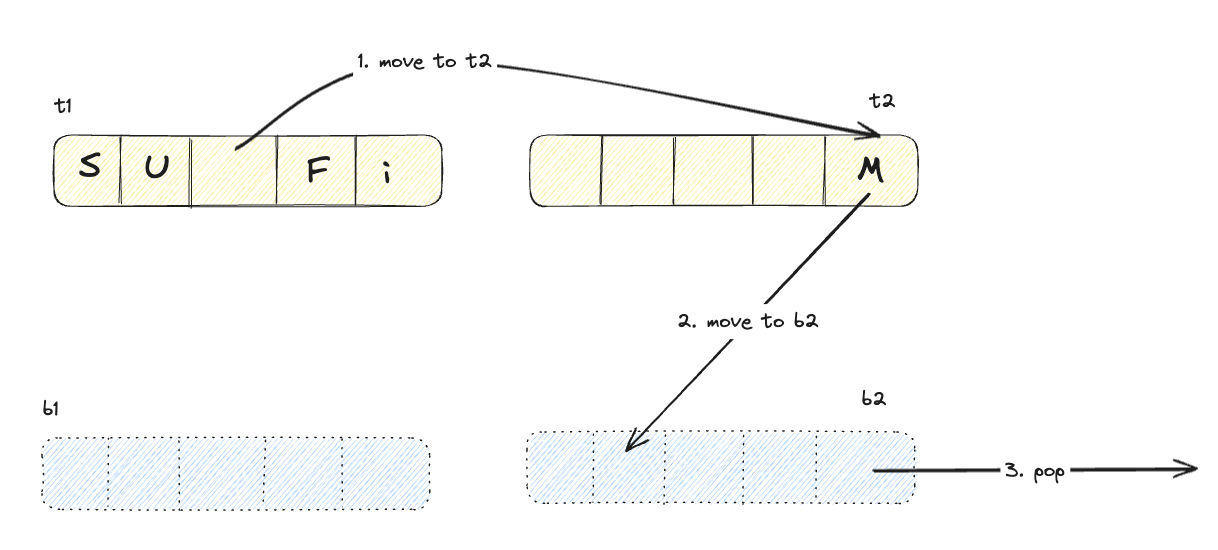 1. move to t2
t1
t2
S U F i
M
2. move to b2
b1
b2
3. pop